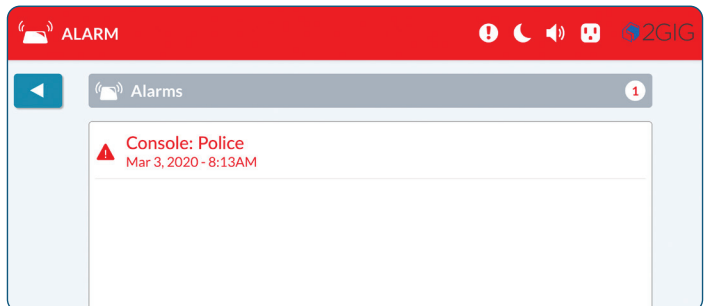 ALARM
2GIG
Alarms
1
Console: Police
Mar 3, 2020 - 8:13AM